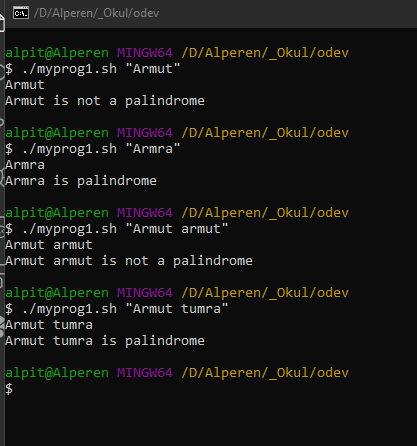 /D/Alperen/_Okul/odev
alpit@Alperen MINGW64 /D/Alperen/_Okul/odev
$ ./myprog1.sh "Armut"
Armut
Armut is not a palindrome
alpit@Alperen MINGW64 /D/Alperen/_Okul/odev
$ ./myprog1.sh "Armra"
Armra
Armra is palindrome
alpit@Alperen MINGW64 /D/Alperen/_Okul/odev
$ ./myprog1.sh "Armut armut"
Armut armut
Armut armut is not a palindrome
alpit@Alperen MINGW64 /D/Alperen/_Okul/odev
$ ./myprog1.sh "Armut tumra"
Armut tumra
Armut tumra is palindrome
alpit@Alperen MINGW64 /D/Alperen/_Okul/odev
$